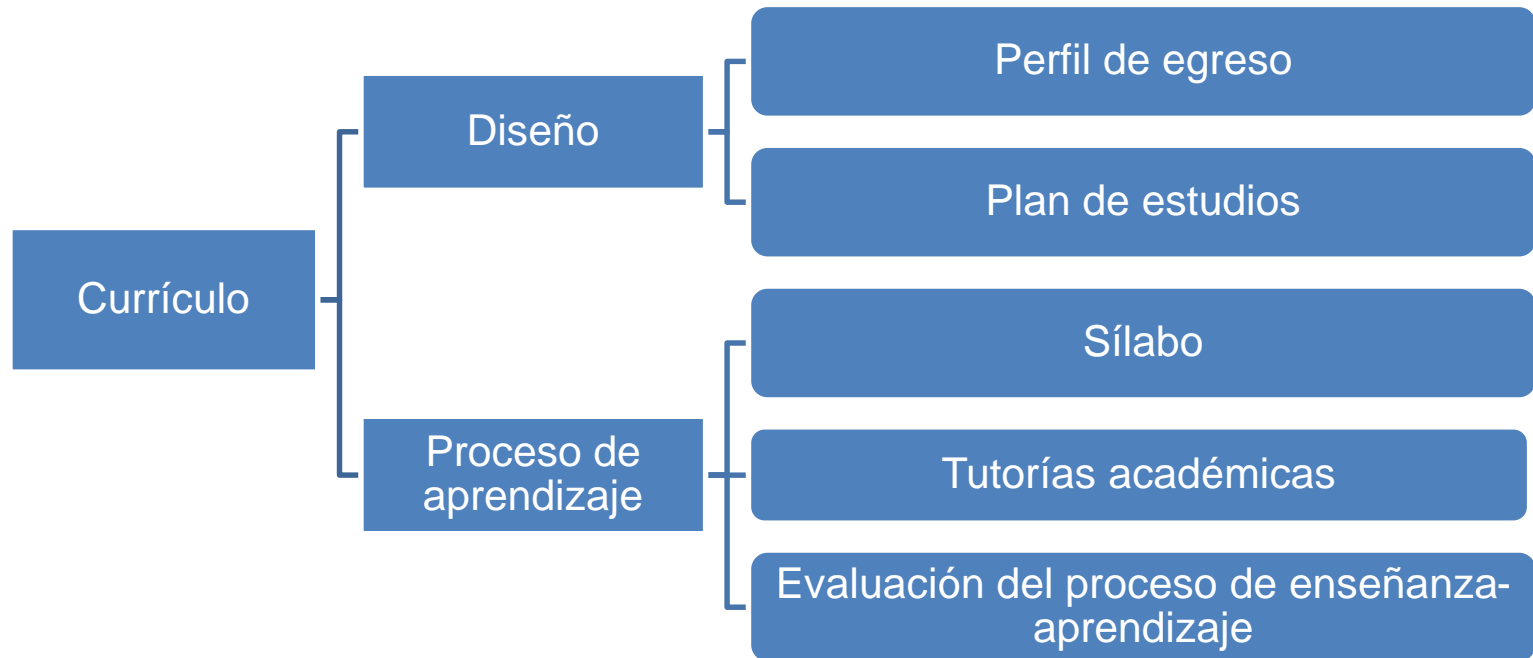 Perfil de egreso
Diseño
Plan de estudios
Currículo
Sílabo
Proceso de
aprendizaje
Tutorías académicas
Evaluación del proceso de enseñanza-
aprendizaje